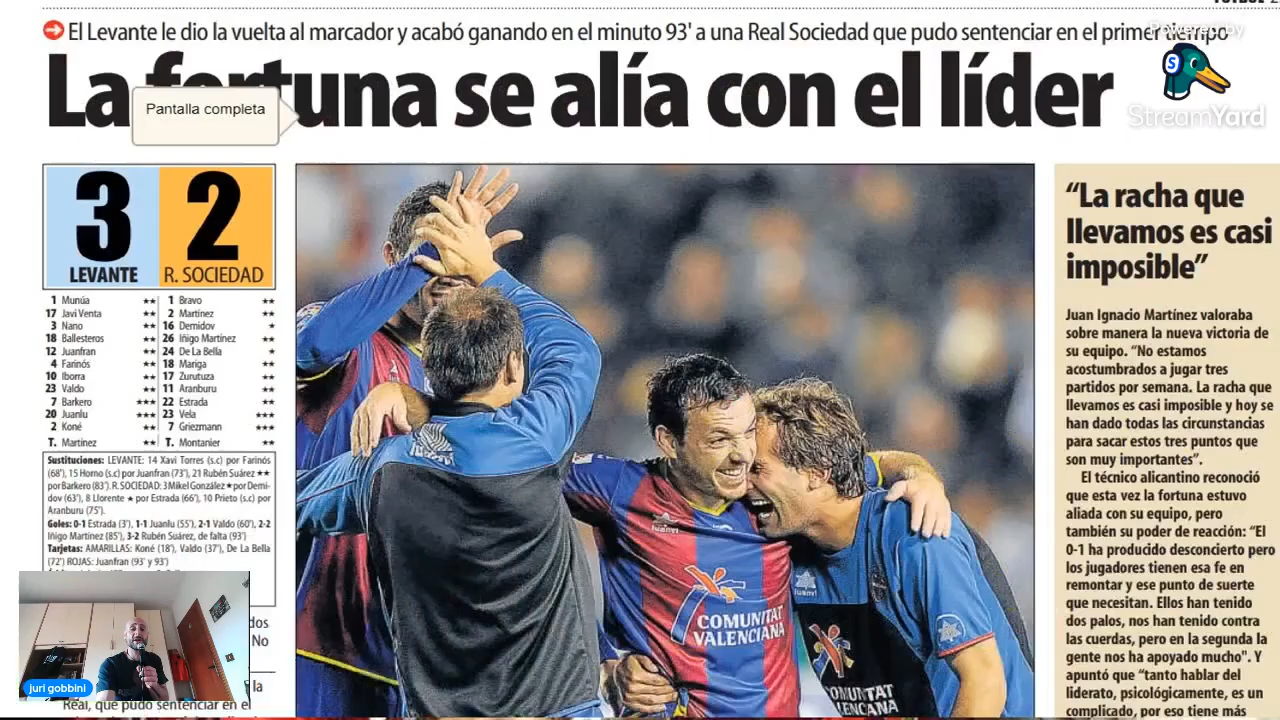 El Levante le dio la vuelta al marcador y acabó ganando en el minuto 93' a una Real Sociedad que pudo sentenciar en el primer tiempo
Powered by
StreamYard
La fortuna se alía con el líder
Pantalla completa
3 2
LEVANTE R. SOCIEDAD
1 Munúa ★★ 1 Bravo ★★
17 Javi Venta ★★ 2 Martínez ★★
3 Nano ★★ 16 Demidov ★
18 Ballesteros ★★ 26 Iñigo Martínez ★★
12 Juanfran ★★ 24 De La Bella ★
4 Farinós ★★ 18 Mariga ★★
10 Iborra ★★ 17 Zurutuza ★★
23 Valdo ★★ 11 Aranburu ★★
7 Barkero ★★★ 22 Estrada ★★
20 Juanlu ★★★ 23 Vela ★★★
2 Koné ★★ 7 Griezmann ★★★
T. Martínez ★★ T. Montanier ★★
Sustituciones: LEVANTE: 14 Xavi Torres (s.c) por Farinós
(68'), 15 Horno (s.c) por Juanfran (73'), 21 Rubén Suárez ★★
por Barkero (83'). R. SOCIEDAD: 3 Mikel González ★ por Demi-
dov (63'), 8 Llorente ★ por Estrada (66'), 10 Prieto (s.c) por
Aranburu (75').
Goles: 0-1 Estrada (3'), 1-1 Juanlu (55'), 2-1 Valdo (60'), 2-2
Iñigo Martínez (85'), 3-2 Rubén Suárez, de falta (93')
Tarjetas: AMARILLAS: Koné (18'), Valdo (37'), De La Bella
(72') ROJAS: Juanfran (93' y 93')
dos
No
la
Real, que pudo sentenciar en el
juri gobbini
COMUNITAT
VALENCIANA
COMUNITAT
VALENCIANA
“La racha que
llevamos es casi
imposible”
Juan Ignacio Martínez valoraba
sobre manera la nueva victoria de
su equipo. “No estamos
acostumbrados a jugar tres
partidos por semana. La racha que
llevamos es casi imposible y hoy se
han dado todas las circunstancias
para sacar estos tres puntos que
son muy importantes”.
El técnico alicantino reconoció
que esta vez la fortuna estuvo
aliada con su equipo, pero
también su poder de reacción: “El
0-1 ha producido desconcierto pero
los jugadores tienen esa fe en
remontar y ese punto de suerte
que necesitan. Ellos han tenido
dos palos, nos han tenido contra
las cuerdas, pero en la segunda la
gente nos ha apoyado mucho". Y
apuntó que “tanto hablar del
liderato, psicológicamente, es un
complicado, por eso tiene más